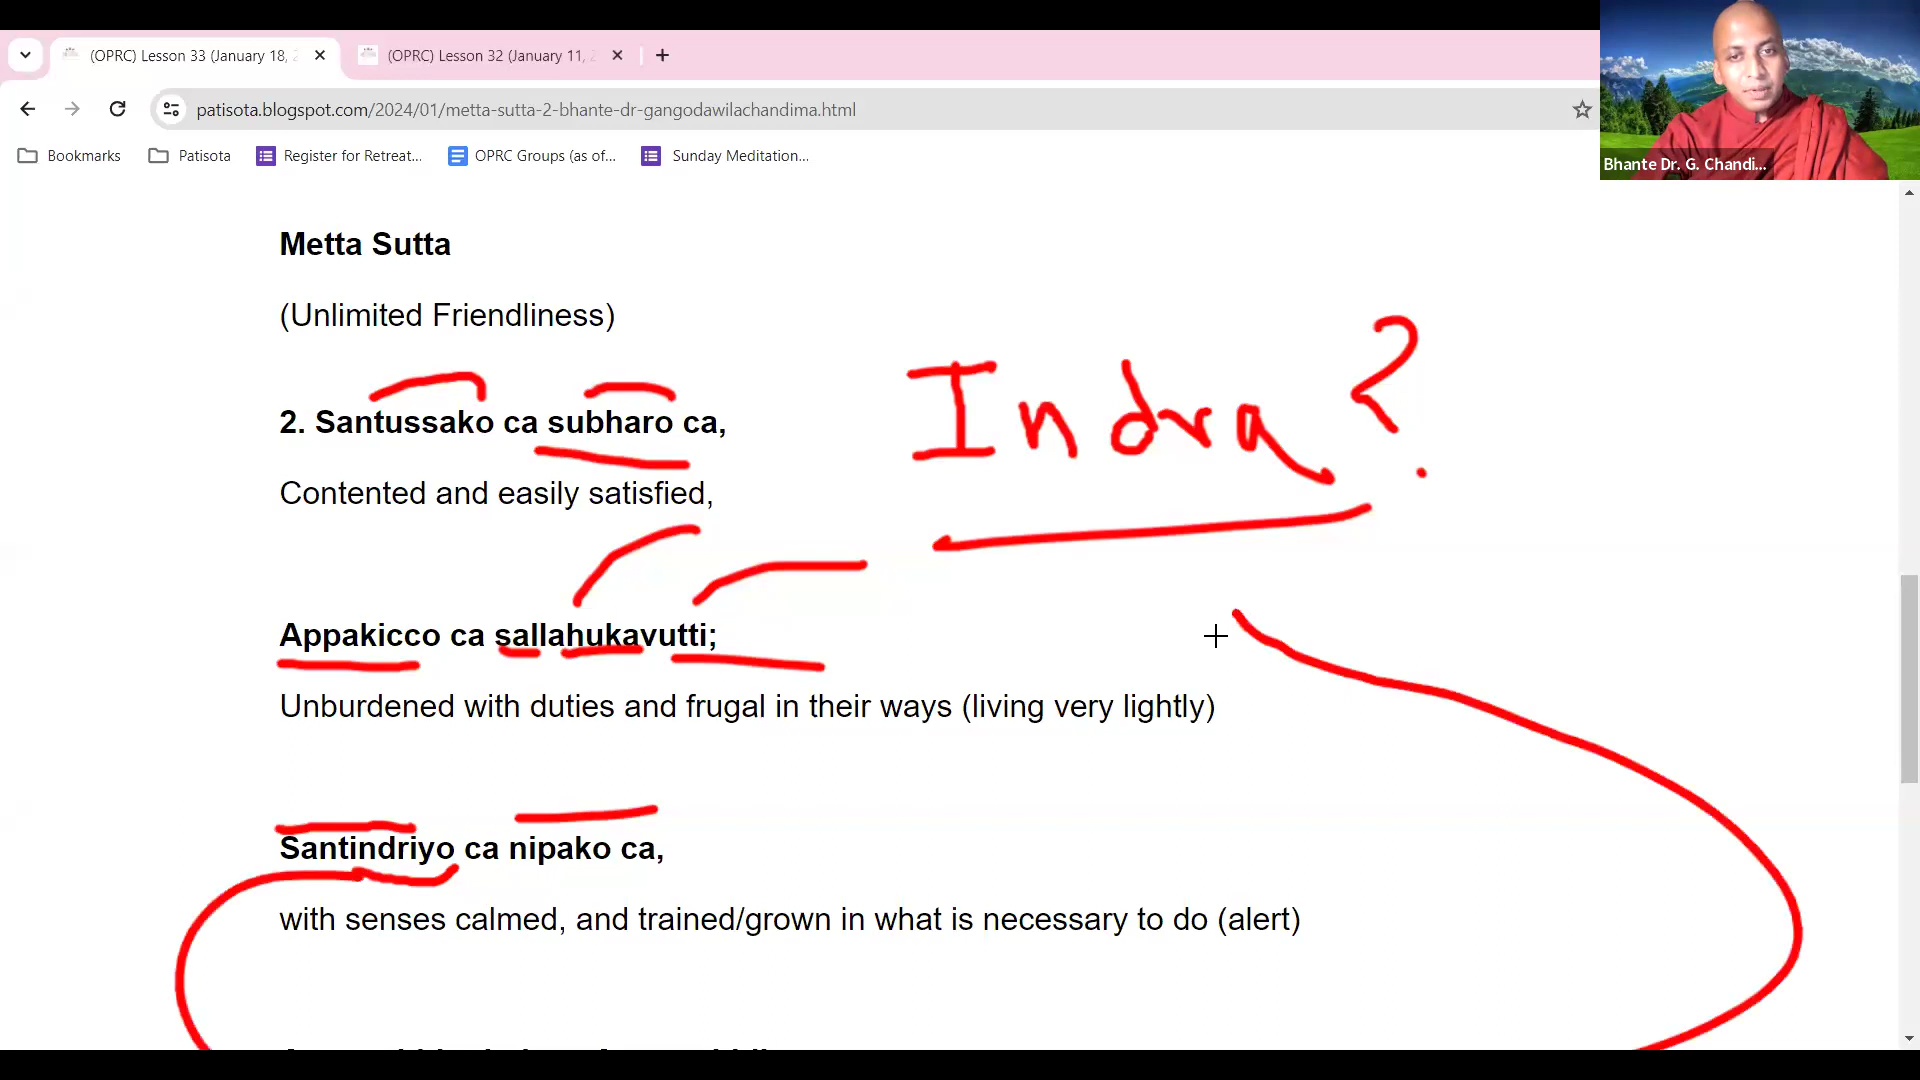 (OPRC) Lesson 33 (January 18, 2
(OPRC) Lesson 32 (January 11, 2
patisota.blogspot.com/2024/01/metta-sutta-2-bhante-dr-gangodawilachandima.html
Bookmarks
Patisota
Register for Retreat...
OPRC Groups (as of...
Sunday Meditation...
Bhante Dr. G. Chandi...
Metta Sutta
(Unlimited Friendliness)
Indra?
2. Santussako ca subharo ca,
Contented and easily satisfied,
Appakicco ca sallahukavutti;
Unburdened with duties and frugal in their ways (living very lightly)
Santindriyo ca nipako ca,
with senses calmed, and trained/grown in what is necessary to do (alert)